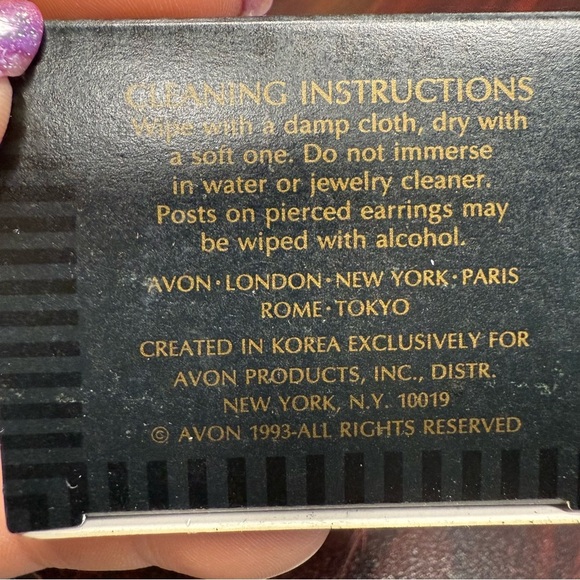 CLEANING INSTRUCTIONS
Wipe with a damp cloth, dry with
a soft one. Do not immerse
in water or jewelry cleaner.
Posts on pierced earrings may
be wiped with alcohol.
AVON·LONDON·NEW YORK·PARIS
ROME·TOKYO
CREATED IN KOREA EXCLUSIVELY FOR
AVON PRODUCTS, INC., DISTR.
NEW YORK, N.Y. 10019
© AVON 1993-ALL RIGHTS RESERVED